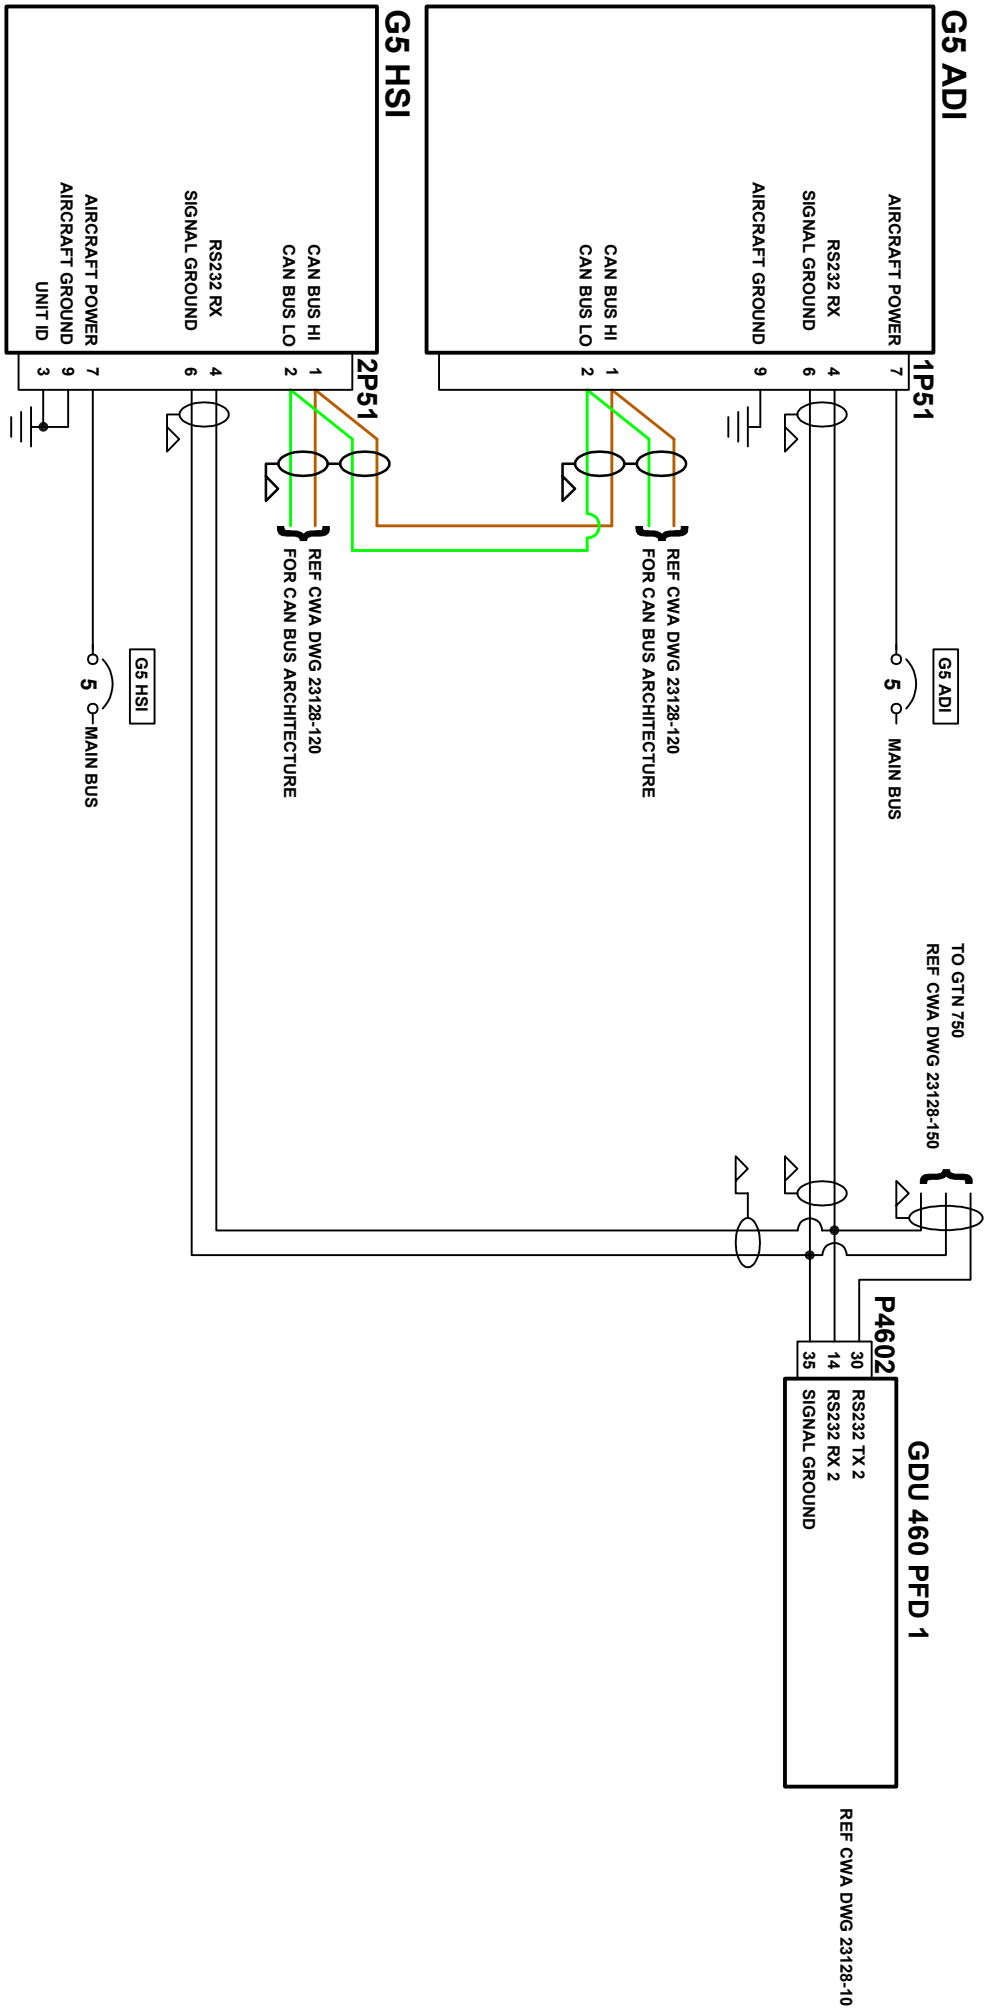 G5 ADI
1P51
AIRCRAFT POWER 7
RS232 RX 4
SIGNAL GROUND 6
AIRCRAFT GROUND 9
CAN BUS HI 1
CAN BUS LO 2
G5 ADI
5
MAIN BUS
REF CWA DWG 23128-120
FOR CAN BUS ARCHITECTURE
TO GTN 750
REF CWA DWG 23128-150
P4602
GDU 460 PFD 1
30 RS232 TX 2
14 RS232 RX 2
35 SIGNAL GROUND
REF CWA DWG 23128-10
G5 HSI
2P51
CAN BUS HI 1
CAN BUS LO 2
RS232 RX 4
SIGNAL GROUND 6
AIRCRAFT POWER 7
AIRCRAFT GROUND 9
UNIT ID 3
REF CWA DWG 23128-120
FOR CAN BUS ARCHITECTURE
G5 HSI
5
MAIN BUS